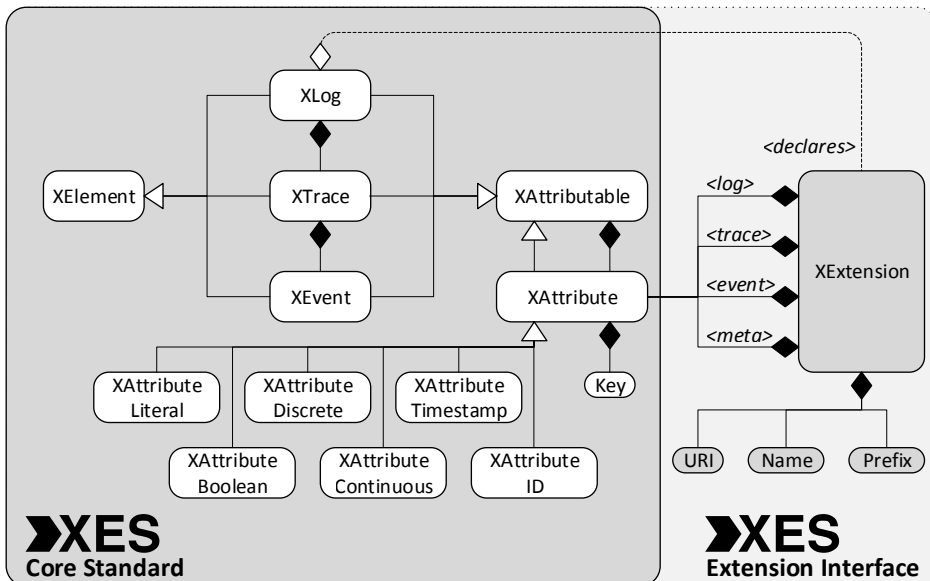 XLog
<declares>
<log>
XElement
XTrace
XAttributable
<trace>
XExtension
<event>
XEvent
XAttribute
<meta>
XAttribute
Literal
XAttribute
Discrete
XAttribute
Timestamp
Key
XAttribute
Boolean
XAttribute
Continuous
XAttribute
ID
URI
Name
Prefix
XES
Core Standard
XES
Extension Interface